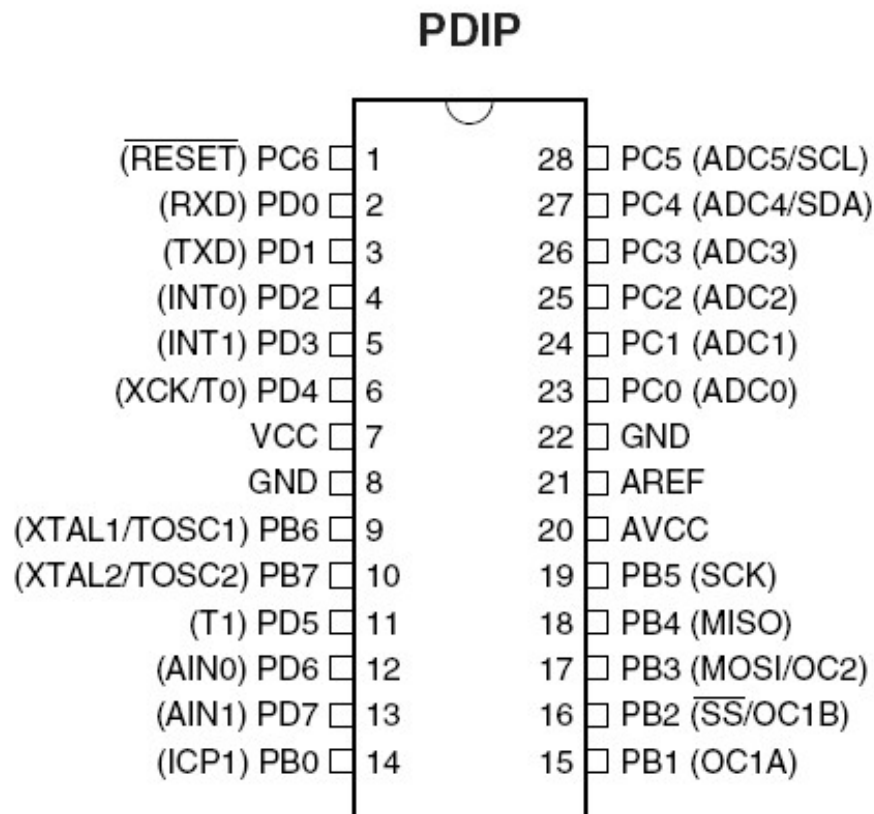 PDIP
(RESET) PC6 1 28 PC5 (ADC5/SCL)
(RXD) PD0 2 27 PC4 (ADC4/SDA)
(TXD) PD1 3 26 PC3 (ADC3)
(INT0) PD2 4 25 PC2 (ADC2)
(INT1) PD3 5 24 PC1 (ADC1)
(XCK/T0) PD4 6 23 PC0 (ADC0)
VCC 7 22 GND
GND 8 21 AREF
(XTAL1/TOSC1) PB6 9 20 AVCC
(XTAL2/TOSC2) PB7 10 19 PB5 (SCK)
(T1) PD5 11 18 PB4 (MISO)
(AIN0) PD6 12 17 PB3 (MOSI/OC2)
(AIN1) PD7 13 16 PB2 (SS/OC1B)
(ICP1) PB0 14 15 PB1 (OC1A)